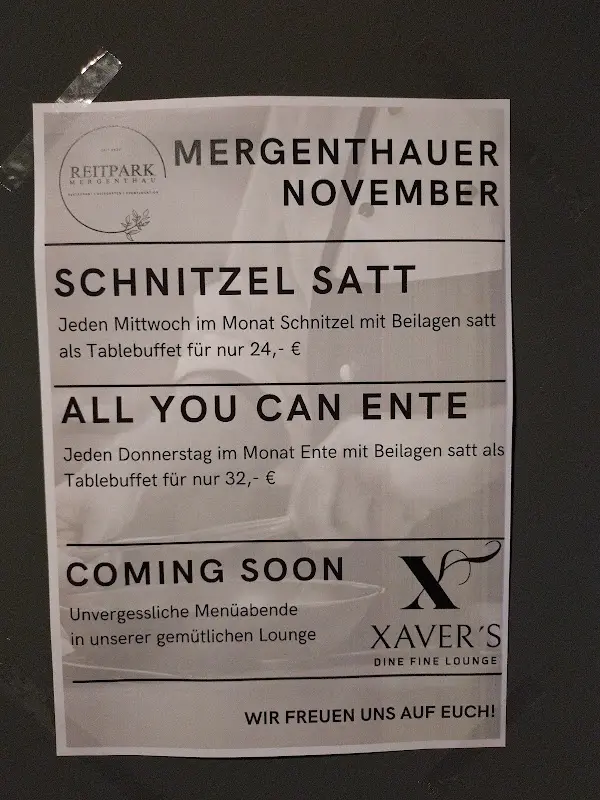 REITPARK
MERGENTHAU
MERGENTHAUER
NOVEMBER
SCHNITZEL SATT
Jeden Mittwoch im Monat Schnitzel mit Beilagen satt
als Tablebuffet für nur 24,- €
ALL YOU CAN ENTE
Jeden Donnerstag im Monat Ente mit Beilagen satt als
Tablebuffet für nur 32,- €
COMING SOON
Unvergessliche Menüabende
in unserer gemütlichen Lounge
X
XAVER´S
DINE FINE LOUNGE
WIR FREUEN UNS AUF EUCH!